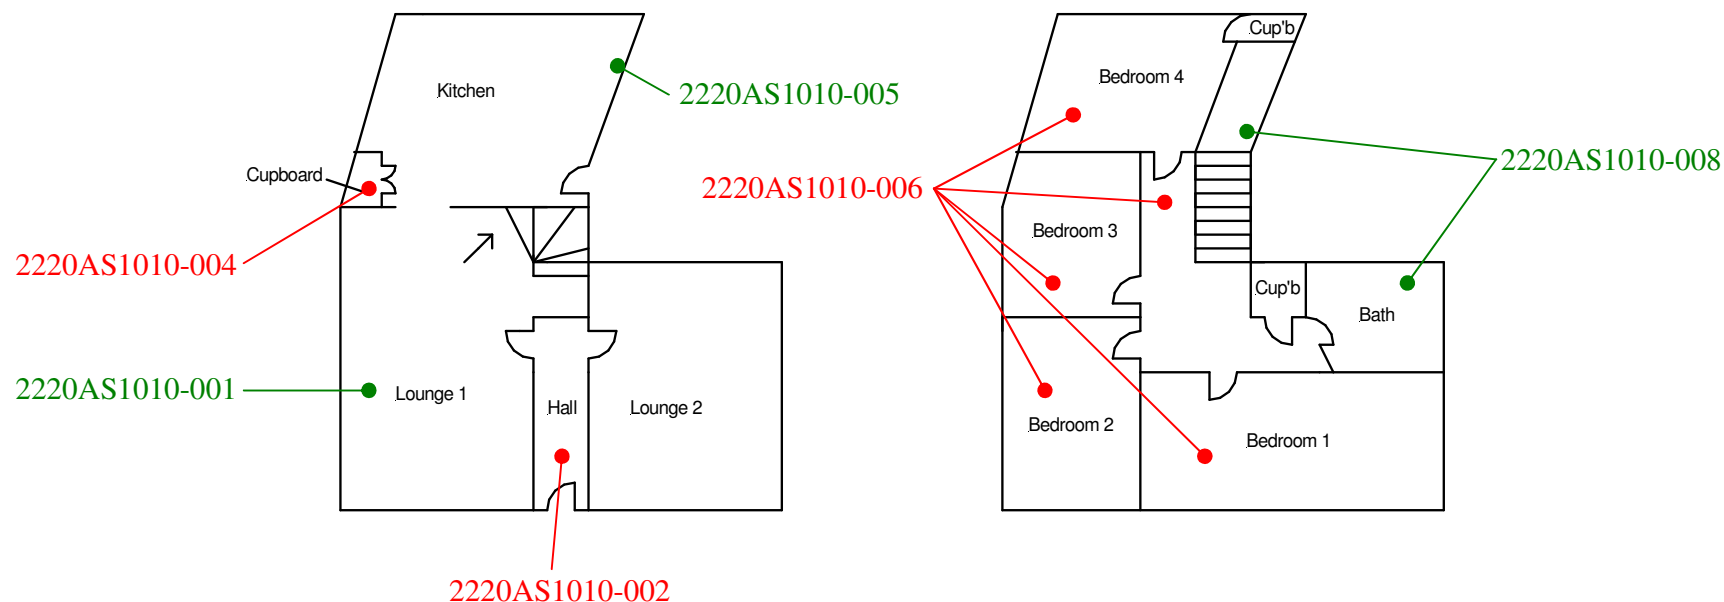 Cup'b
Bedroom 4
Kitchen
2220AS1010-005
2220AS1010-008
Cupboard
2220AS1010-006
Bedroom 3
2220AS1010-004
Cup'b
Bath
2220AS1010-001
Lounge 1
Hall
Lounge 2
Bedroom 2
Bedroom 1
2220AS1010-002